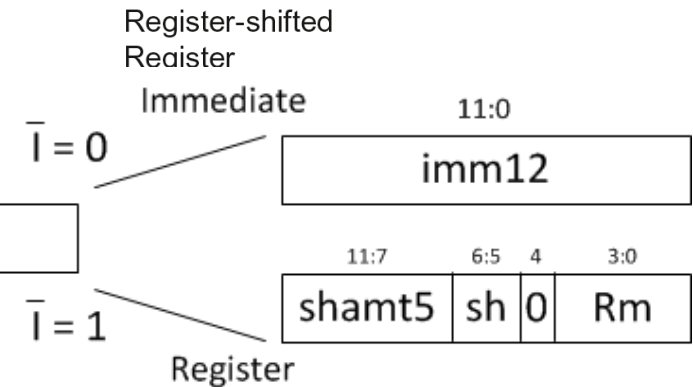 Register-shifted
Register
Immediate
11:0
I̅ = 0
imm12
11:7 6:5 4 3:0
shamt5 sh 0 Rm
I̅ = 1
Register